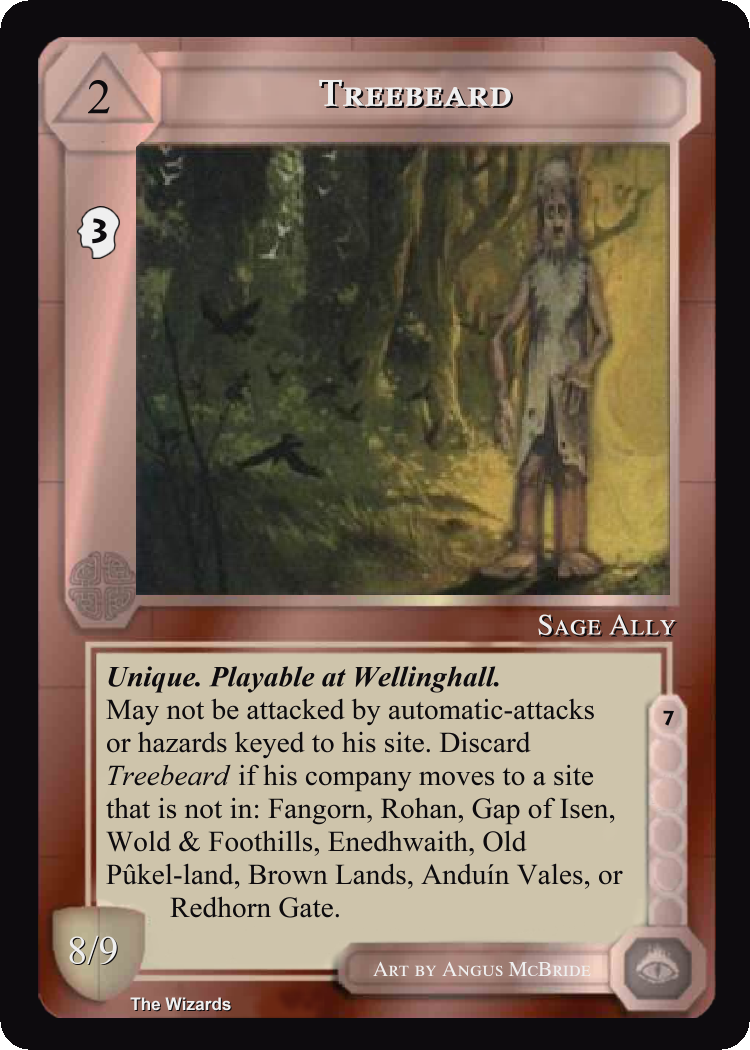 2
Treebeard
3
Sage Ally
Unique. Playable at Wellinghall.
May not be attacked by automatic-attacks
or hazards keyed to his site. Discard
Treebeard if his company moves to a site
that is not in: Fangorn, Rohan, Gap of Isen,
Wold & Foothills, Enedhwaith, Old
Pûkel-land, Brown Lands, Anduín Vales, or
Redhorn Gate.
7
8/9
Art by Angus McBride
The Wizards